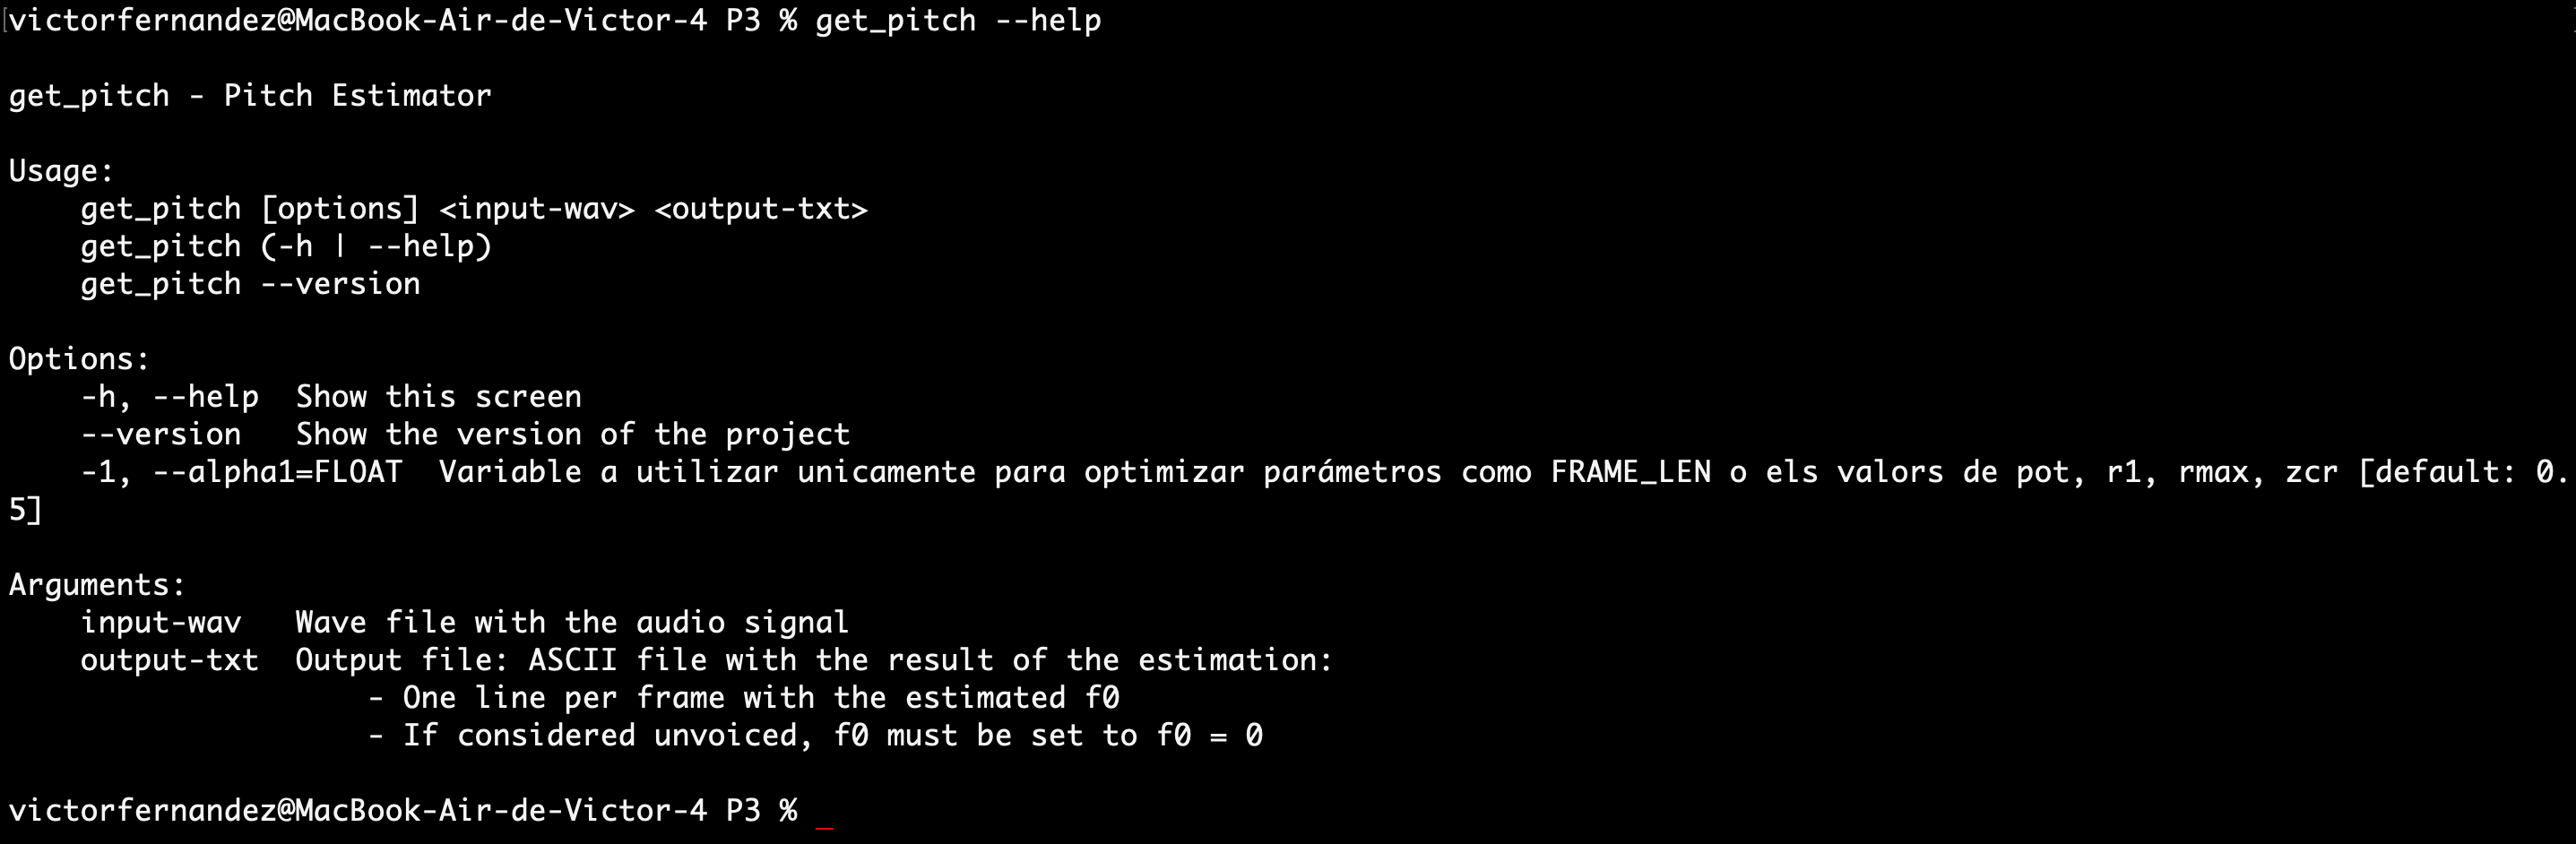 victorfernandez@MacBook-Air-de-Victor-4 P3 % get_pitch --help
get_pitch - Pitch Estimator
Usage:
get_pitch [options] <input-wav> <output-txt>
get_pitch (-h | --help)
get_pitch --version
Options:
-h, --help  Show this screen
--version   Show the version of the project
-1, --alpha1=FLOAT  Variable a utilizar unicamente para optimizar parámetros como FRAME_LEN o els valors de pot, r1, rmax, zcr [default: 0.
5]
Arguments:
input-wav   Wave file with the audio signal
output-txt  Output file: ASCII file with the result of the estimation:
- One line per frame with the estimated f0
- If considered unvoiced, f0 must be set to f0 = 0
victorfernandez@MacBook-Air-de-Victor-4 P3 % _